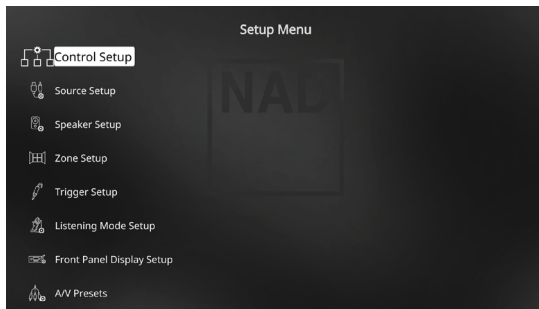 Setup Menu
NAD
Control Setup
Source Setup
Speaker Setup
Zone Setup
Trigger Setup
Listening Mode Setup
Front Panel Display Setup
A/V Presets